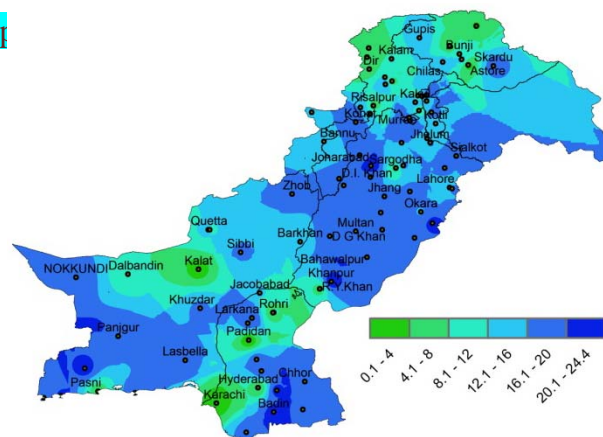 Gupis
Kalam
Bunji
Dir
Skardu
Chilas
Astore
Risalpur
Murree
Kotli
Bannu
Jhelum
Sialkot
Joharabad
Sargodha
D.I. Khan
Lahore
Zhob
Jhang
Okara
Quetta
Multan
Barkhan
D G Khan
Sibbi
Kalat
Bahawalpur
NOKKUNDI
Dalbandin
Khanpur
Jacobabad
R.Y.Khan
Khuzdar
Larkana
Rohri
Panjgur
Padidan
Lasbella
Pasni
Hyderabad
Chhor
Karachi
Badin
0.1 - 4
4.1 - 8
8.1 - 12
12.1 - 16
16.1 - 20
20.1 - 24.4